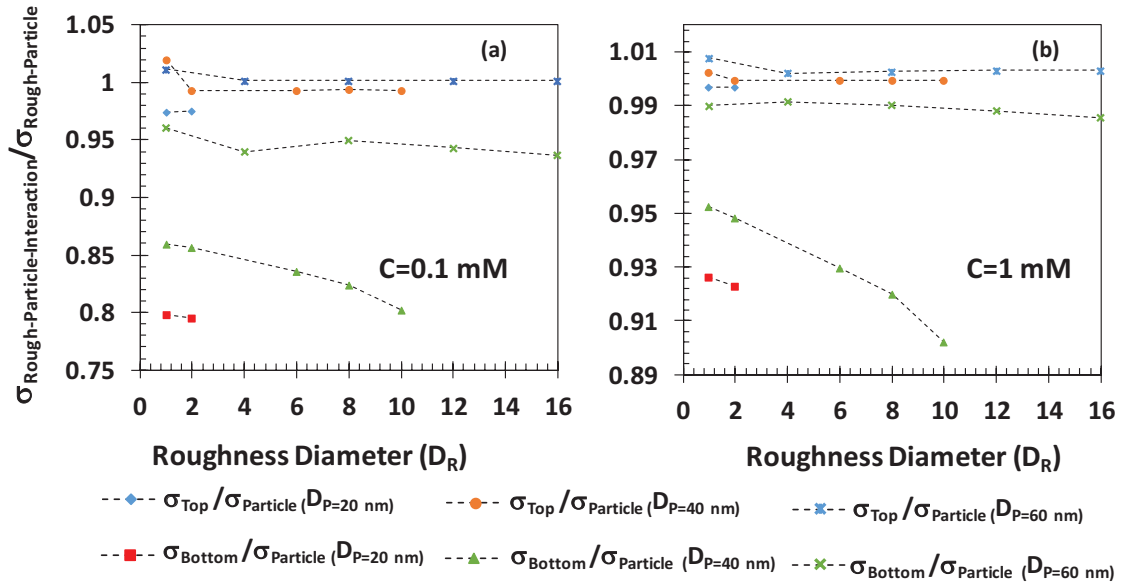 σRough-Particle-Interaction/σRough-Particle
1.05
1
0.95
0.9
0.85
0.8
0.75
(a)
C=0.1 mM
0 2 4 6 8 10 12 14 16
Roughness Diameter (DR)
1.01
0.99
0.97
0.95
0.93
0.91
0.89
(b)
C=1 mM
0 2 4 6 8 10 12 14 16
Roughness Diameter (DR)
σTop /σParticle (DP=20 nm)
σTop /σParticle (DP=40 nm)
σTop /σParticle (DP=60 nm)
σBottom /σParticle (DP=20 nm)
σBottom /σParticle (DP=40 nm)
σBottom /σParticle (DP=60 nm)